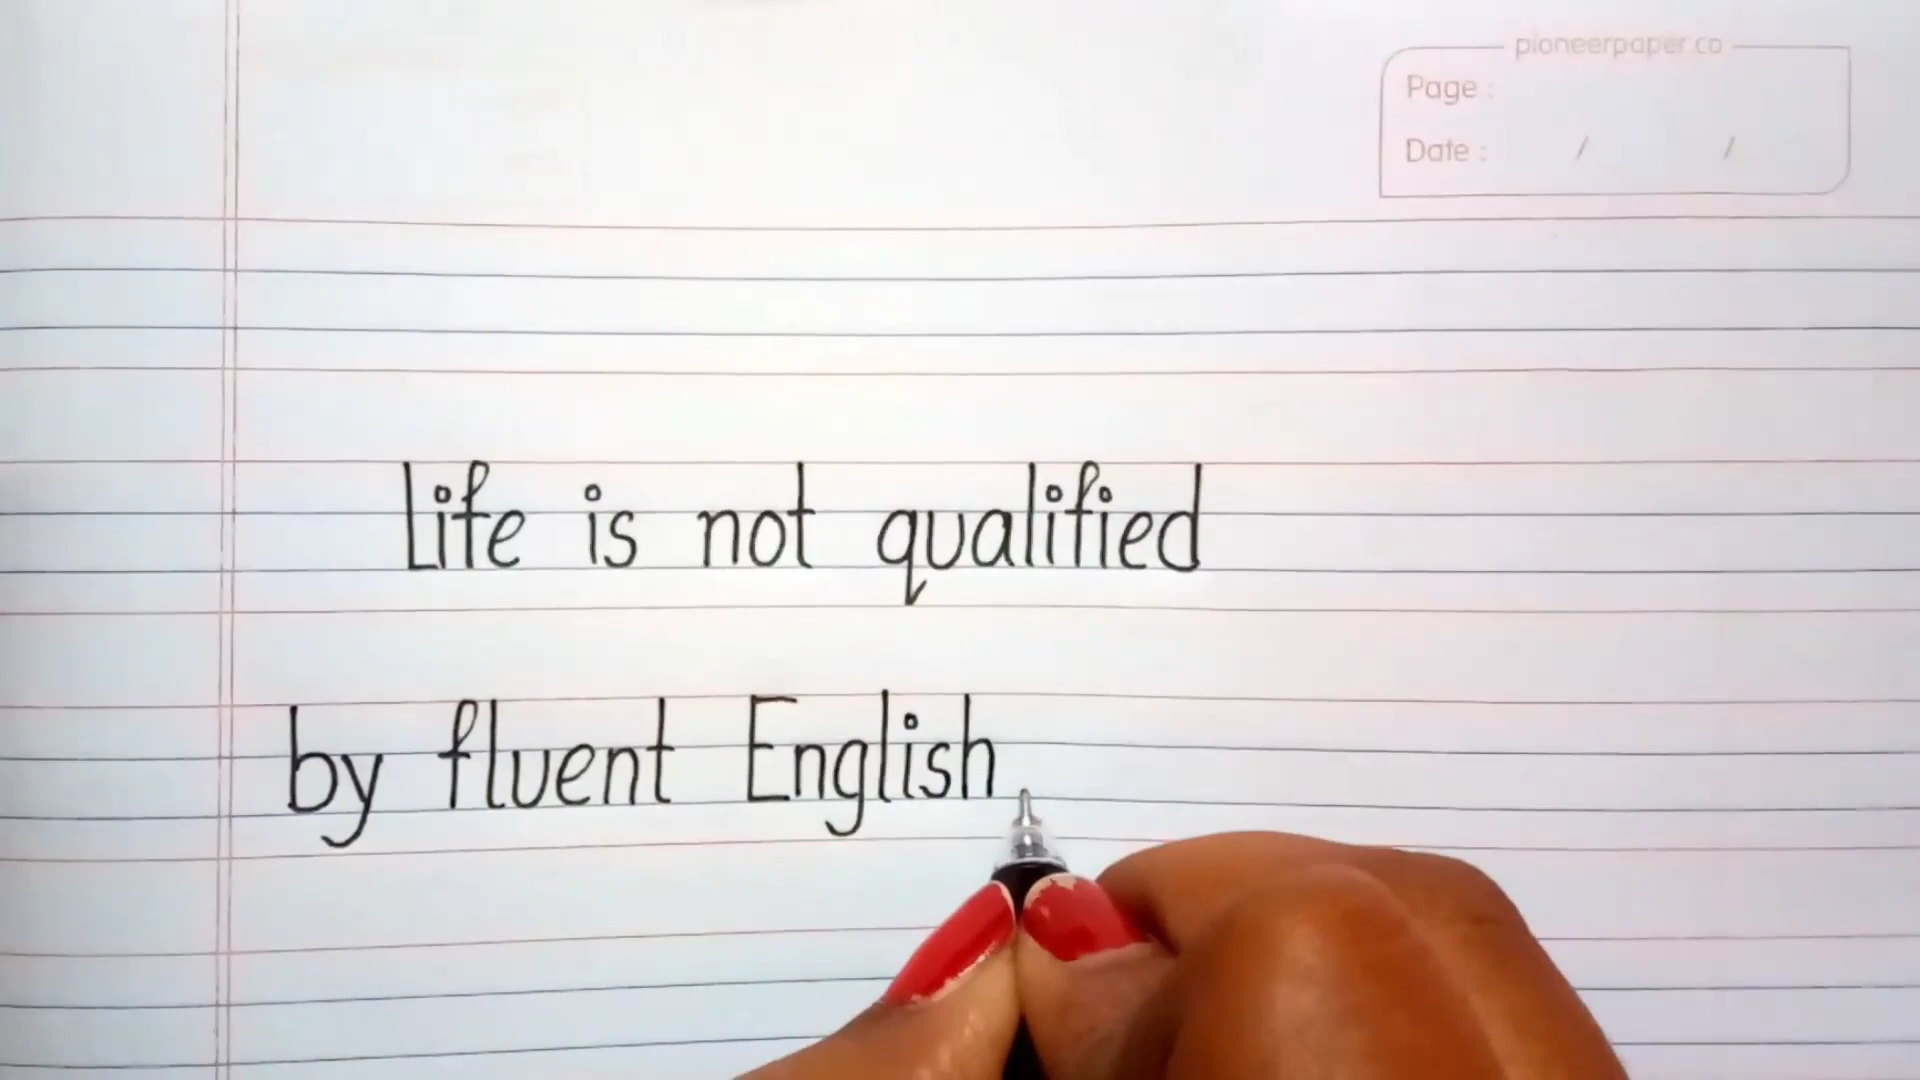 pioneerpaper.co
Page :
Date : / /
Life is not qualified
by fluent English